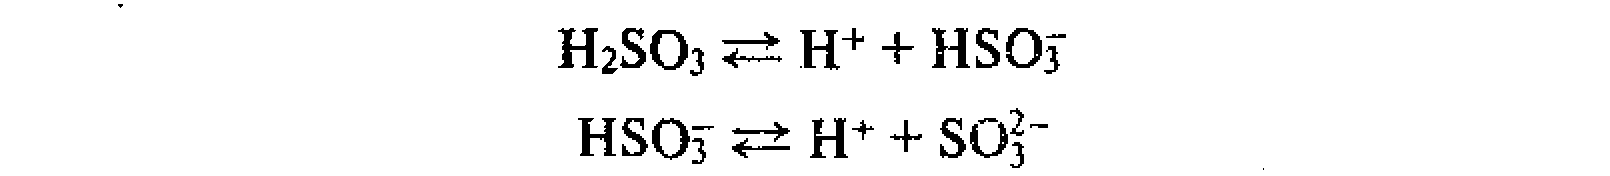 H₂SO₃ ⇌ H⁺ + HSO₃⁻
HSO₃⁻ ⇌ H⁺ + SO₃²⁻